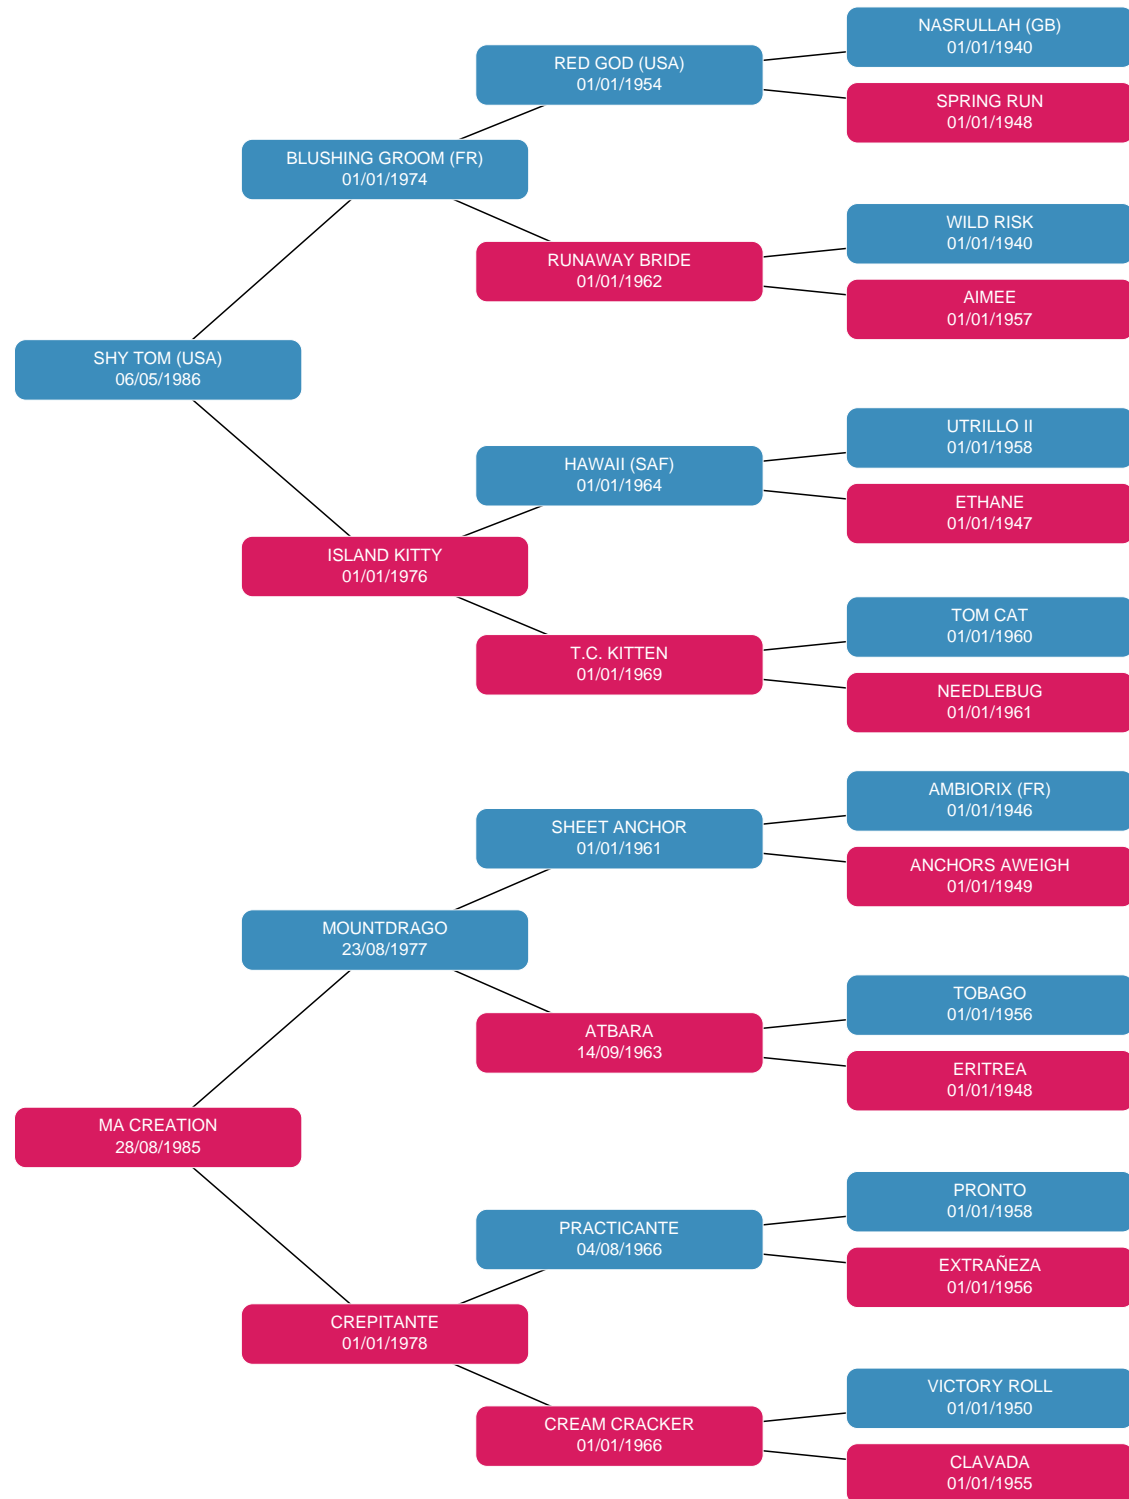 NASRULLAH (GB)
01/01/1940
RED GOD (USA)
01/01/1954
SPRING RUN
01/01/1948
BLUSHING GROOM (FR)
01/01/1974
WILD RISK
01/01/1940
RUNAWAY BRIDE
01/01/1962
AIMEE
01/01/1957
SHY TOM (USA)
06/05/1986
UTRILLO II
01/01/1958
HAWAII (SAF)
01/01/1964
ETHANE
01/01/1947
ISLAND KITTY
01/01/1976
TOM CAT
01/01/1960
T.C. KITTEN
01/01/1969
NEEDLEBUG
01/01/1961
AMBIORIX (FR)
01/01/1946
SHEET ANCHOR
01/01/1961
ANCHORS AWEIGH
01/01/1949
MOUNTDRAGO
23/08/1977
TOBAGO
01/01/1956
ATBARA
14/09/1963
ERITREA
01/01/1948
MA CREATION
28/08/1985
PRONTO
01/01/1958
PRACTICANTE
04/08/1966
EXTRAÑEZA
01/01/1956
CREPITANTE
01/01/1978
VICTORY ROLL
01/01/1950
CREAM CRACKER
01/01/1966
CLAVADA
01/01/1955